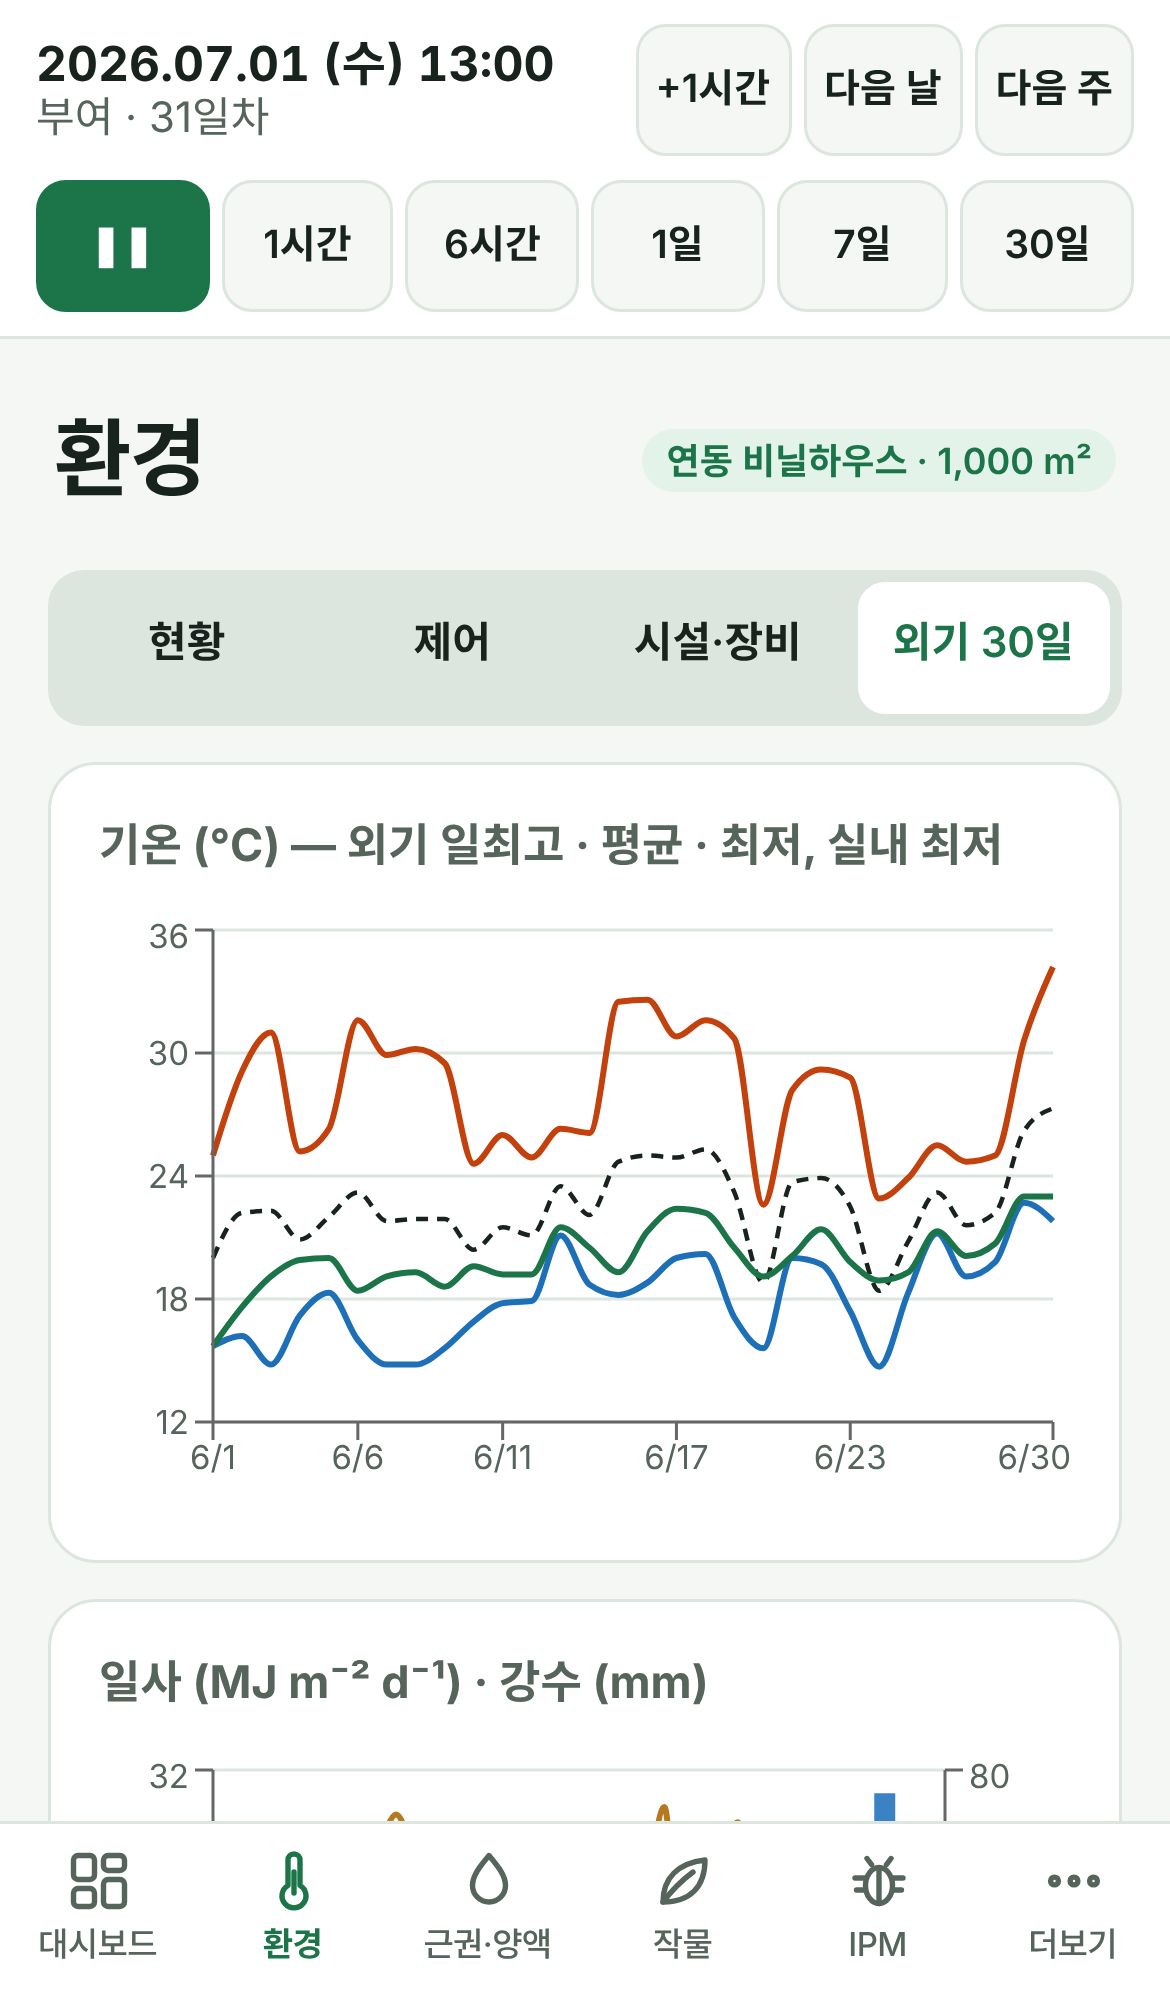 2026.07.01 (수) 13:00
부여 · 31일차
+1시간
다음 날
다음 주
1시간
6시간
1일
7일
30일
환경
연동 비닐하우스 · 1,000 m²
현황
제어
시설·장비
외기 30일
기온 (°C) — 외기 일최고 · 평균 · 최저, 실내 최저
36
30
24
18
12
6/1
6/6
6/11
6/17
6/23
6/30
일사 (MJ m⁻² d⁻¹) · 강수 (mm)
32
80
대시보드
환경
근권·양액
작물
IPM
더보기